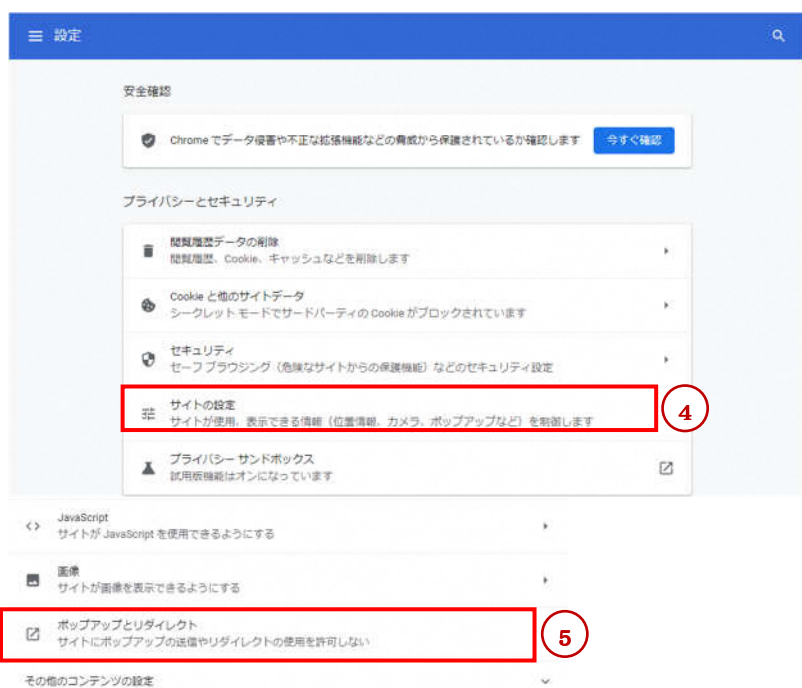 設定
安全確認
Chrome でデータ侵害や不正な拡張機能などの脅威から保護されているか確認します
今すぐ確認
プライバシーとセキュリティ
閲覧履歴データの削除
閲覧履歴、Cookie、キャッシュなどを削除します
Cookie と他のサイトデータ
シークレット モードでサードパーティの Cookie がブロックされています
セキュリティ
セーフ ブラウジング（危険なサイトからの保護機能）などのセキュリティ設定
サイトの設定
サイトが使用、表示できる情報（位置情報、カメラ、ポップアップなど）を制御します
4
プライバシー サンドボックス
試用版機能はオンになっています
JavaScript
サイトが JavaScript を使用できるようにする
画像
サイトが画像を表示できるようにする
ポップアップとリダイレクト
サイトにポップアップの送信やリダイレクトの使用を許可しない
5
その他のコンテンツの設定